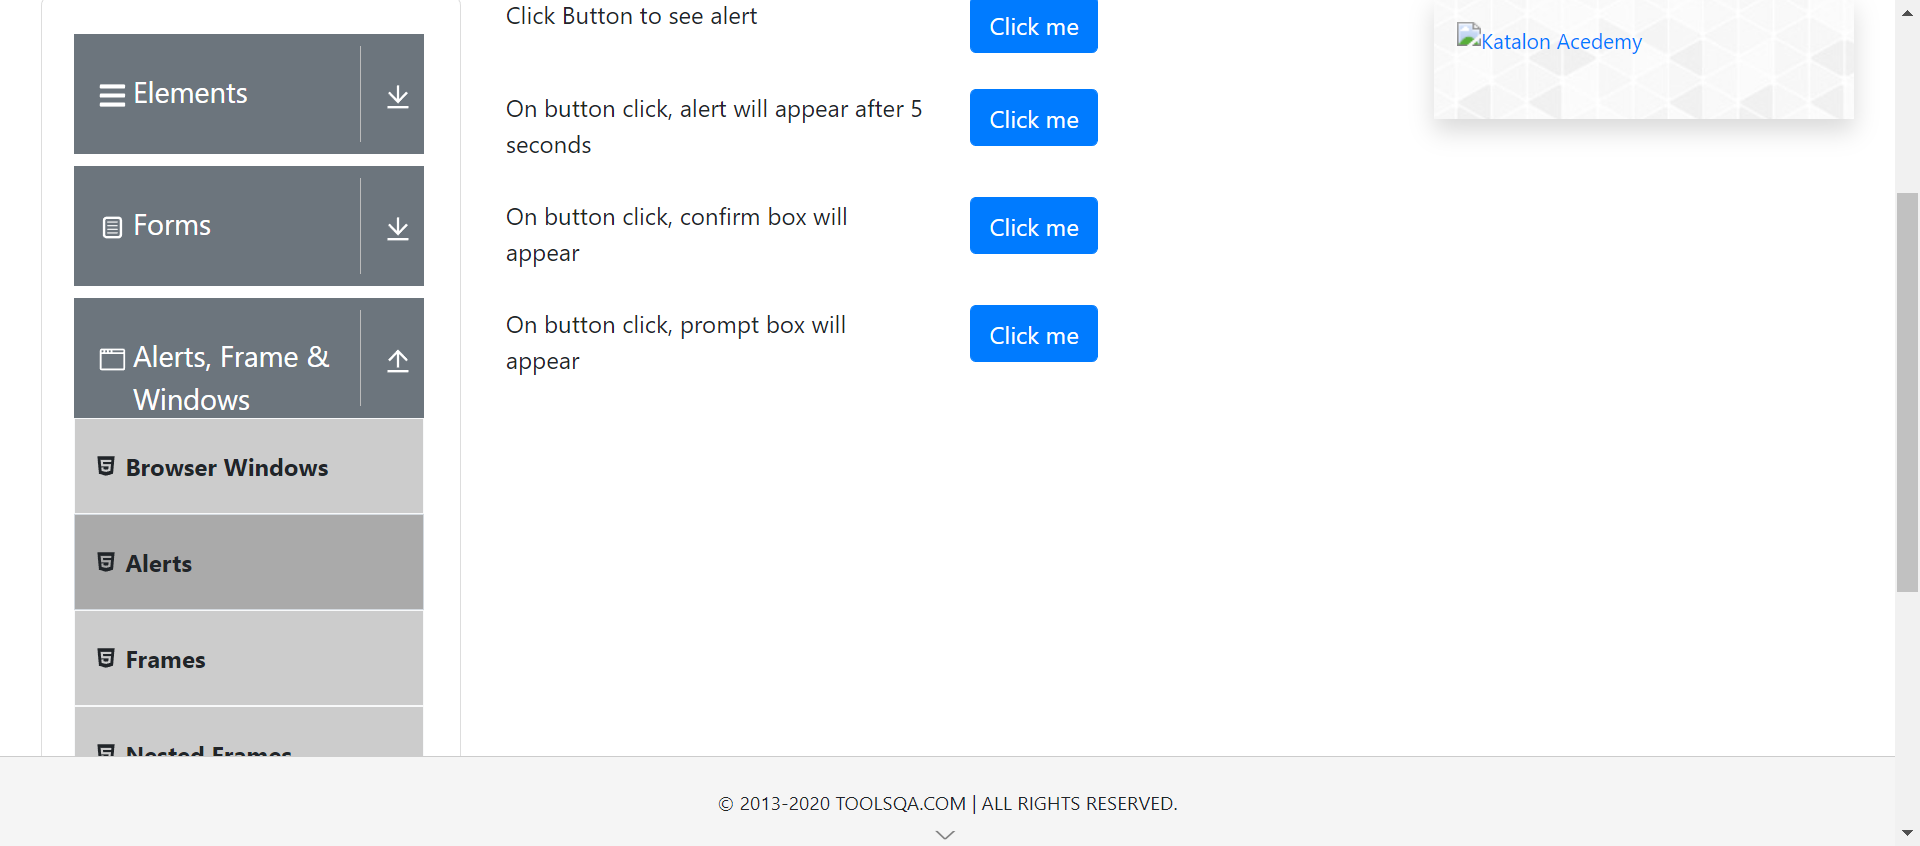 Elements
Forms
Alerts, Frame &
Windows
Browser Windows
Alerts
Frames
Nested Frames
Click Button to see alert
Click me
On button click, alert will appear after 5
seconds
Click me
On button click, confirm box will
appear
Click me
On button click, prompt box will
appear
Click me
Katalon Acedemy
© 2013-2020 TOOLSQA.COM | ALL RIGHTS RESERVED.